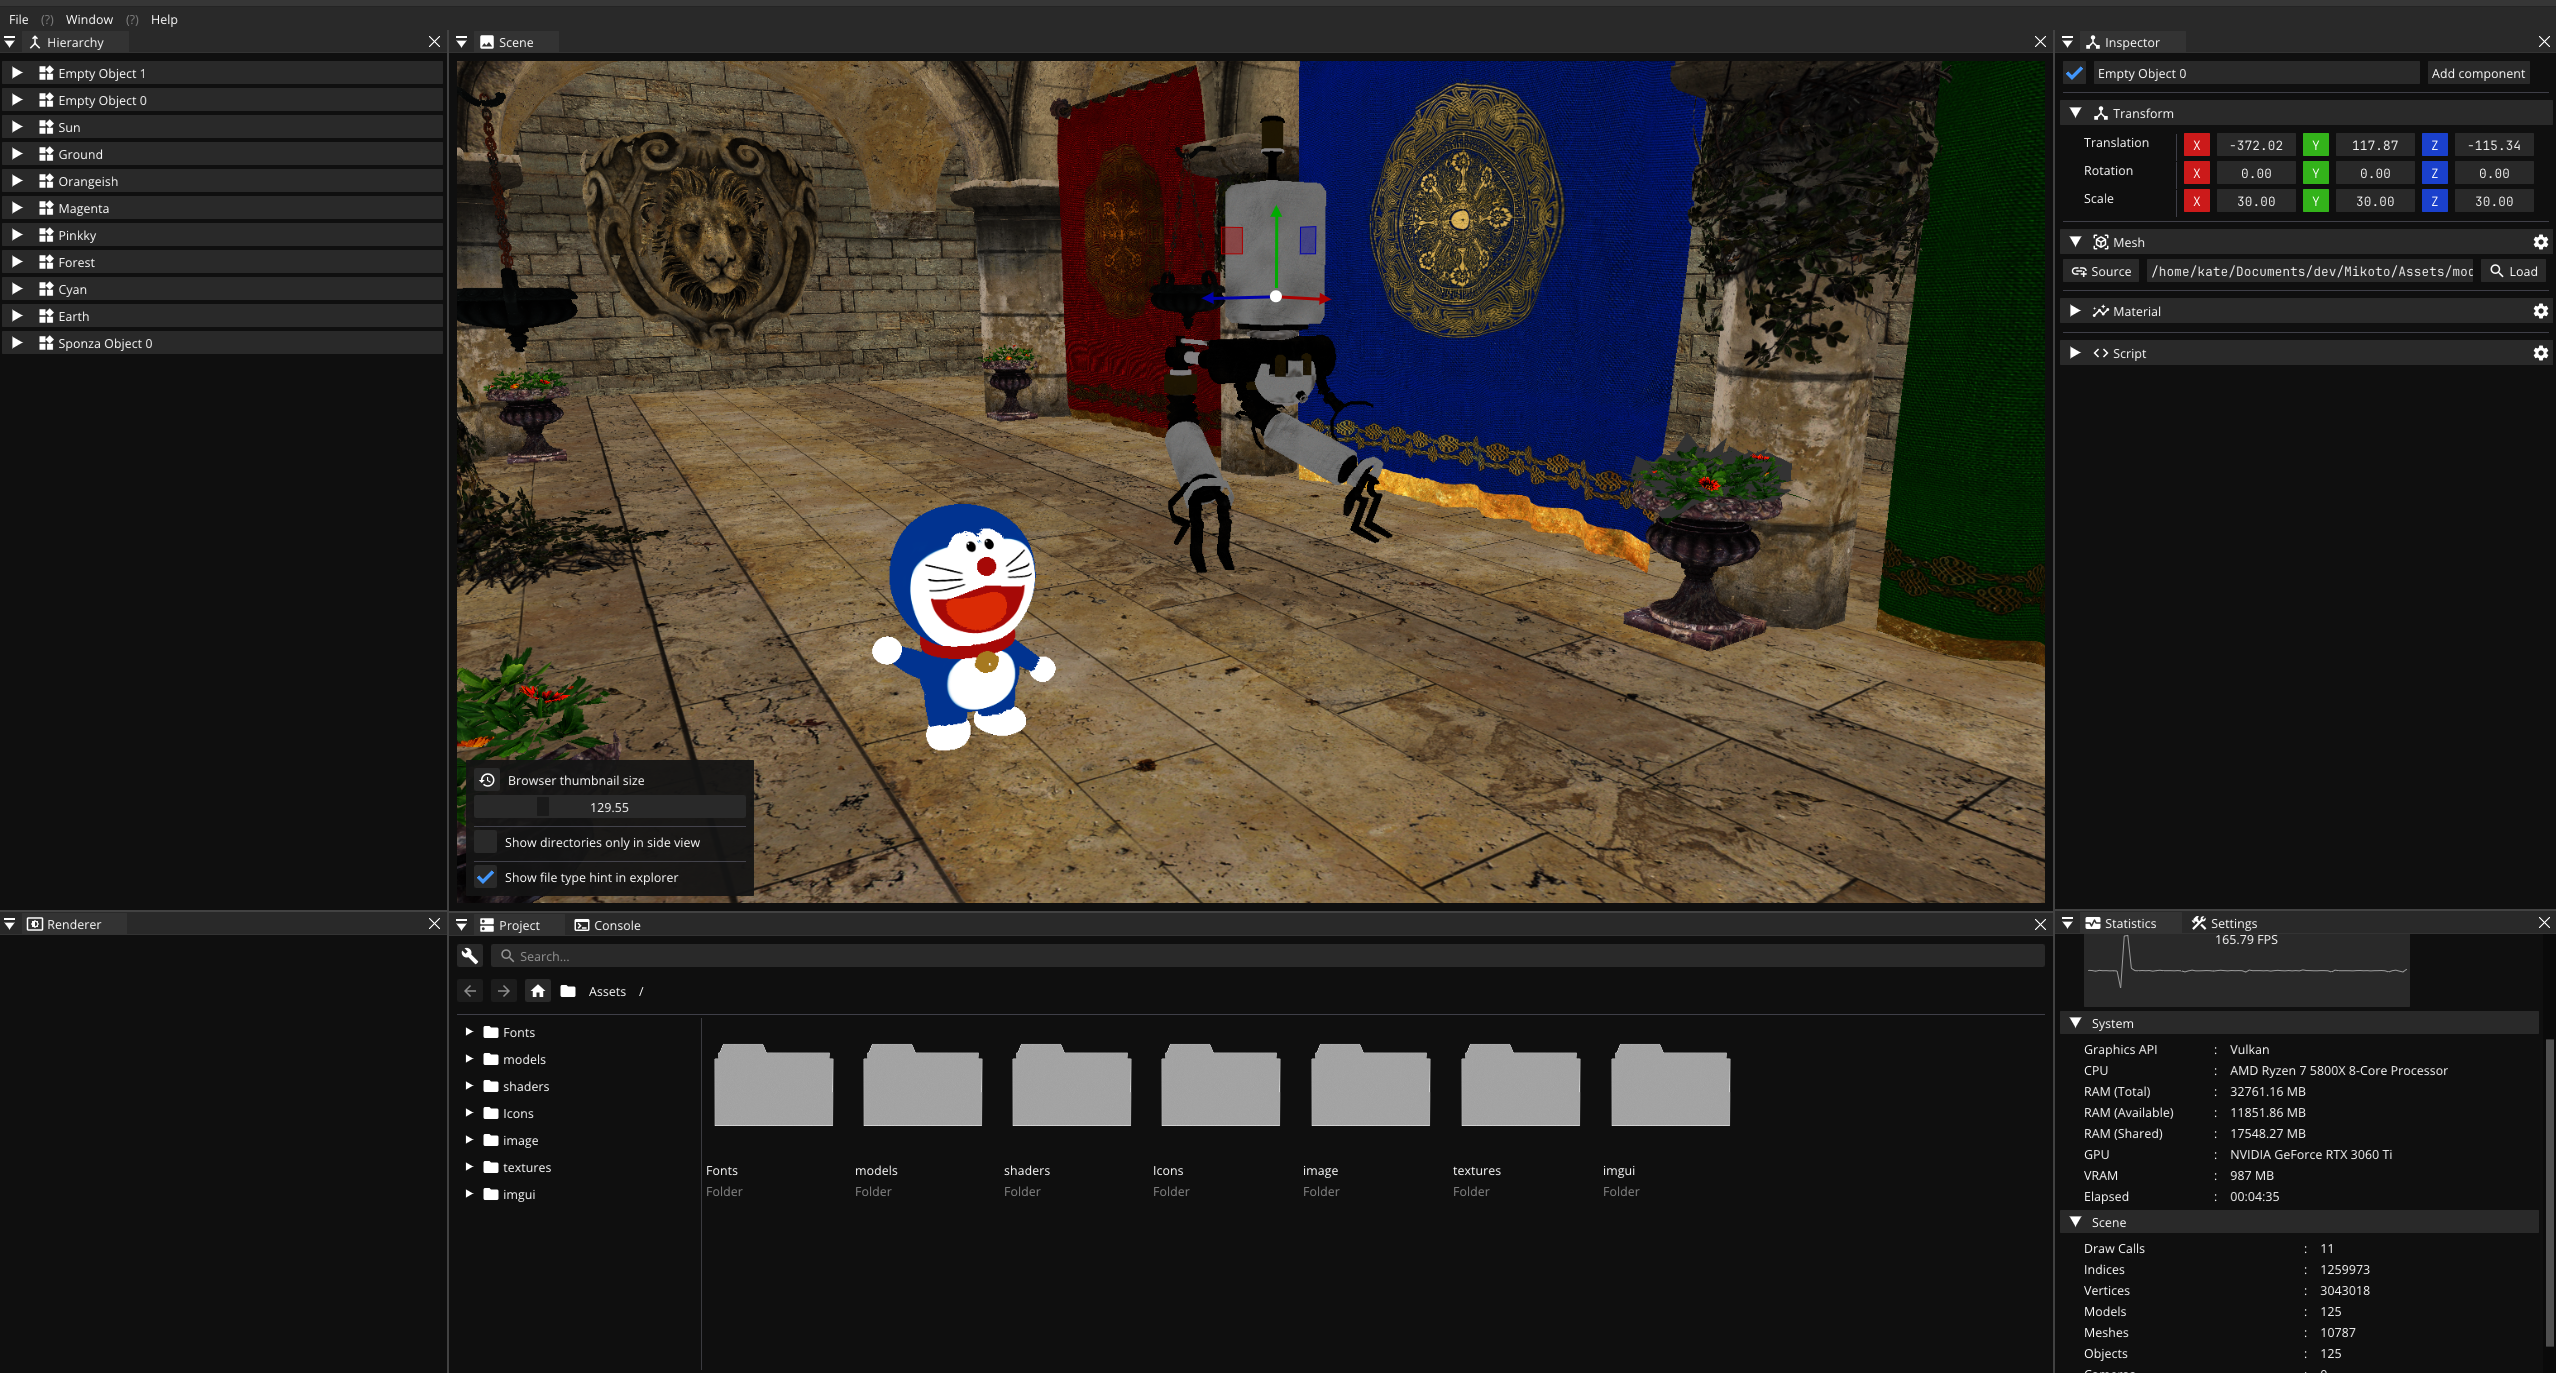 File (?) Window (?) Help
Hierarchy
Empty Object 1
Empty Object 0
Sun
Ground
Orangeish
Magenta
Pinkky
Forest
Cyan
Earth
Sponza Object 0
Scene
Browser thumbnail size
129.55
Show directories only in side view
Show file type hint in explorer
Inspector
Empty Object 0 Add component
Transform
Translation X -372.02 Y 117.87 Z -115.34
Rotation X 0.00 Y 0.00 Z 0.00
Scale X 30.00 Y 30.00 Z 30.00
Mesh
Source /home/kate/Documents/dev/Mikoto/Assets/mod Load
Material
<> Script
Renderer
Project Console
Search...
Assets /
Fonts
models
shaders
Icons
image
textures
imgui
Fonts models shaders Icons image textures imgui
Folder Folder Folder Folder Folder Folder Folder
Statistics Settings
165.79 FPS
System
Graphics API : Vulkan
CPU : AMD Ryzen 7 5800X 8-Core Processor
RAM (Total) : 32761.16 MB
RAM (Available) : 11851.86 MB
RAM (Shared) : 17548.27 MB
GPU : NVIDIA GeForce RTX 3060 Ti
VRAM : 987 MB
Elapsed : 00:04:35
Scene
Draw Calls : 11
Indices : 1259973
Vertices : 3043018
Models : 125
Meshes : 10787
Objects : 125